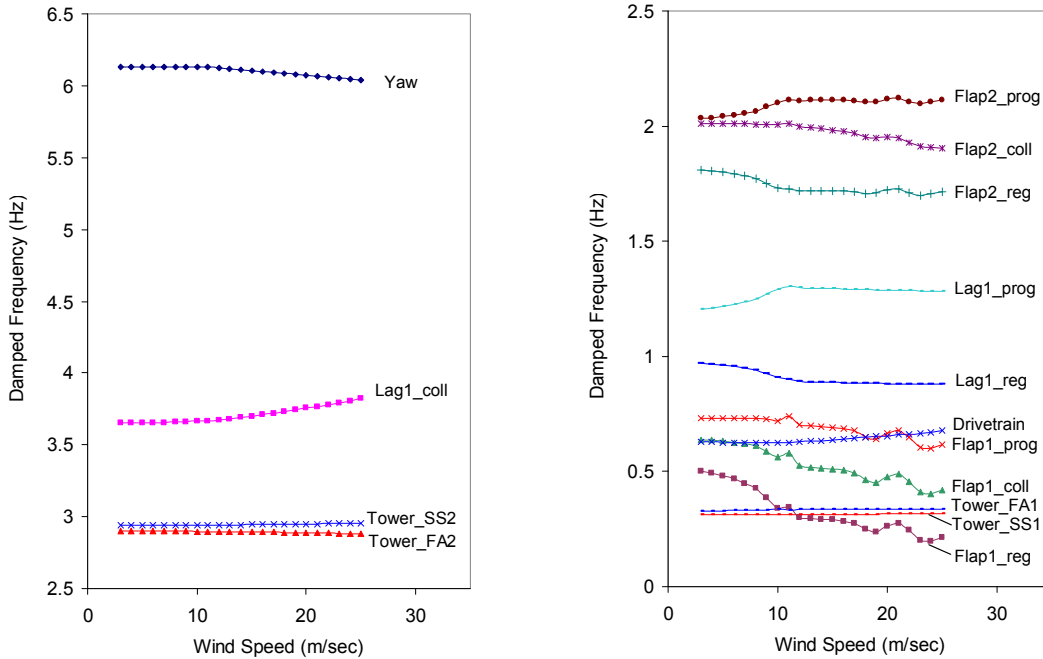 6.5
6
5.5
5
4.5
4
3.5
3
2.5
0
10
20
30
Damped Frequency (Hz)
Wind Speed (m/sec)
Yaw
Lag1_coll
Tower_SS2
Tower_FA2
2.5
2
1.5
1
0.5
0
0
10
20
30
Damped Frequency (Hz)
Wind Speed (m/sec)
Flap2_prog
Flap2_coll
Flap2_reg
Lag1_prog
Lag1_reg
Drivetrain
Flap1_prog
Flap1_coll
Tower_FA1
Tower_SS1
Flap1_reg